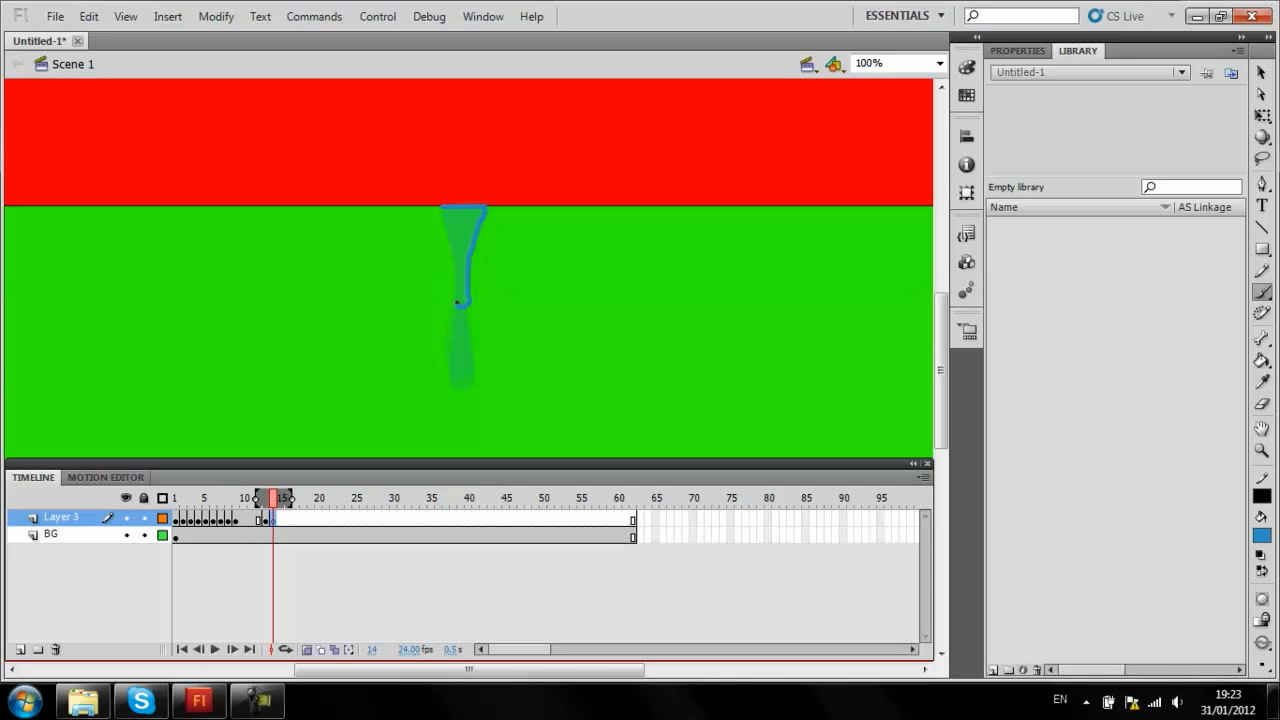 Fl File Edit View Insert Modify Text Commands Control Debug Window Help ESSENTIALS CS Live
Untitled-1*
Scene 1 100%
PROPERTIES LIBRARY
Untitled-1
Empty library
Name AS Linkage
TIMELINE MOTION EDITOR
1 5 10 15 20 25 30 35 40 45 50 55 60 65 70 75 80 85 90 95
Layer 3
BG
14 24.00 fps 0.5 s
Fl
EN
19:23
31/01/2012